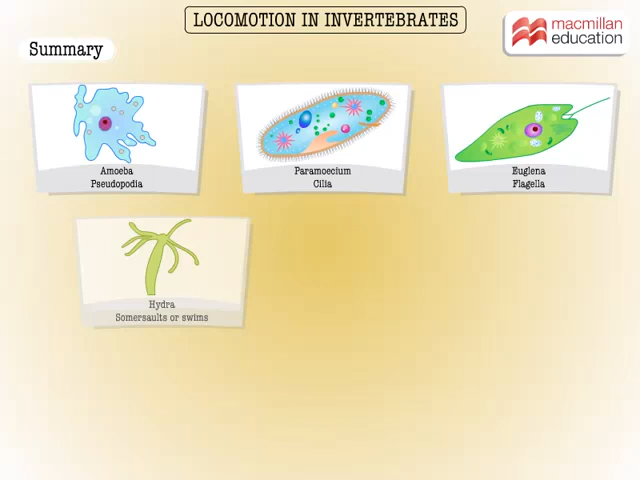 LOCOMOTION IN INVERTEBRATES
macmillan
education
Summary
Amoeba
Pseudopodia
Paramoecium
Cilia
Euglena
Flagella
Hydra
Somersaults or swims